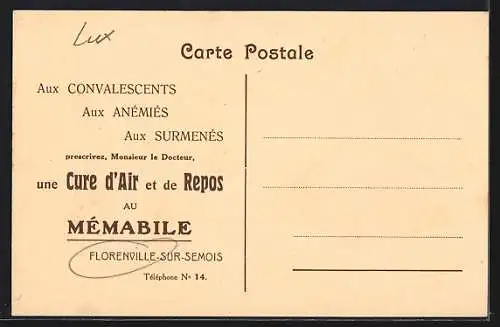 Lux
Carte Postale
Aux CONVALESCENTS
Aux ANÉMIÉS
Aux SURMENÉS
prescrivez, Monsieur le Docteur,
une Cure d'Air et de Repos
AU
MÉMABILE
FLORENVILLE-SUR-SEMOIS
Téléphone No 14.